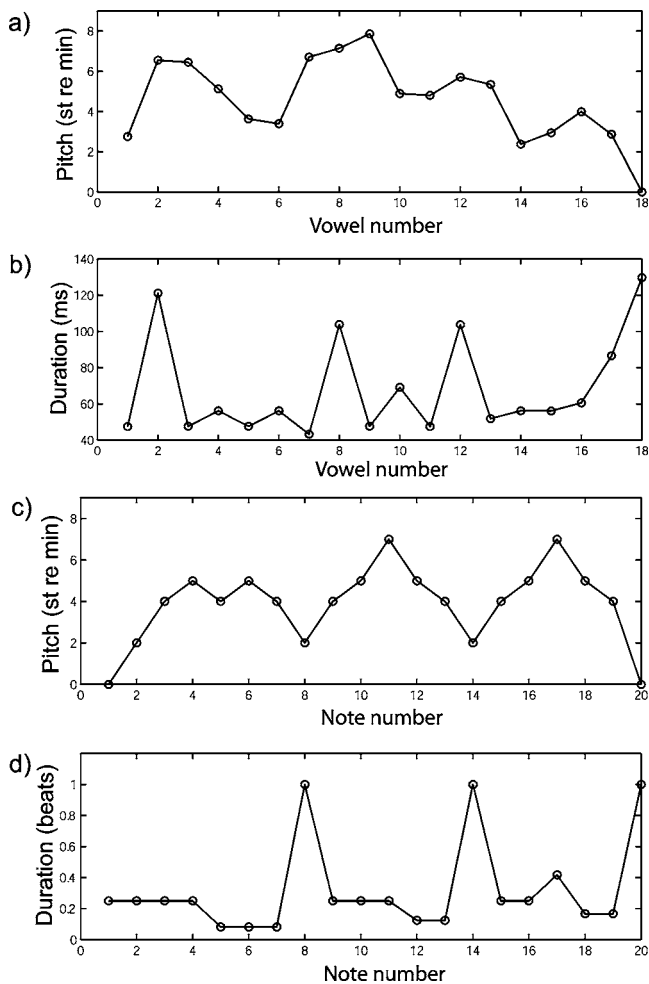 a)
Pitch (st re min)
8
6
4
2
0
0 2 4 6 8 10 12 14 16 18
Vowel number
b)
Duration (ms)
140
120
100
80
60
40
0 2 4 6 8 10 12 14 16 18
Vowel number
c)
Pitch (st re min)
8
6
4
2
0
0 2 4 6 8 10 12 14 16 18 20
Note number
d)
Duration (beats)
1
0.8
0.6
0.4
0.2
0
0 2 4 6 8 10 12 14 16 18 20
Note number